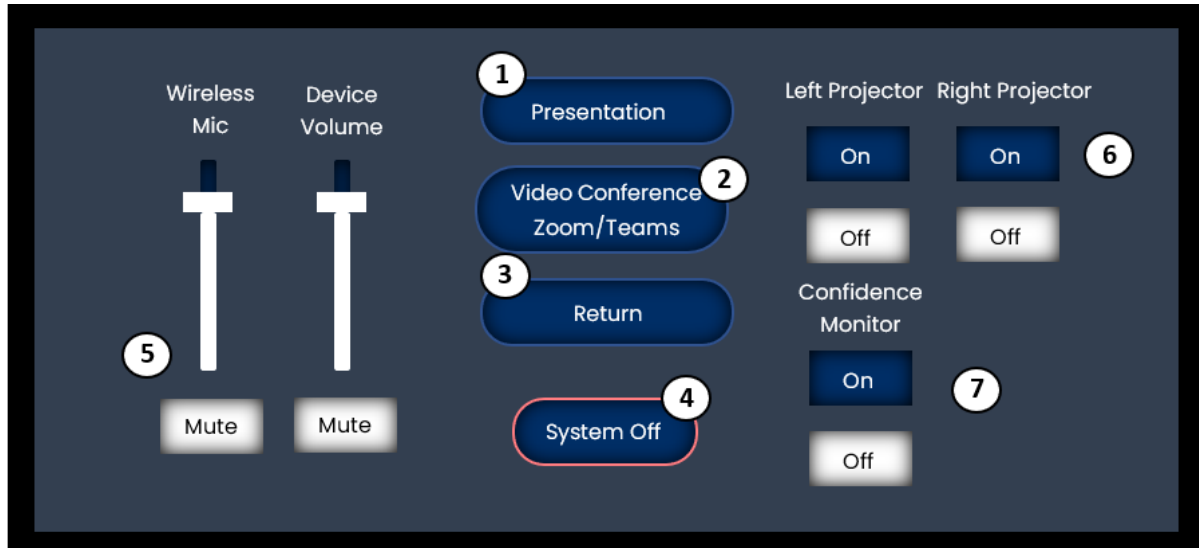 Wireless
Mic
Device
Volume
5
Mute
Mute
1
Presentation
2
Video Conference
Zoom/Teams
3
Return
4
System Off
Left Projector
Right Projector
On
On
6
Off
Off
Confidence
Monitor
On
7
Off